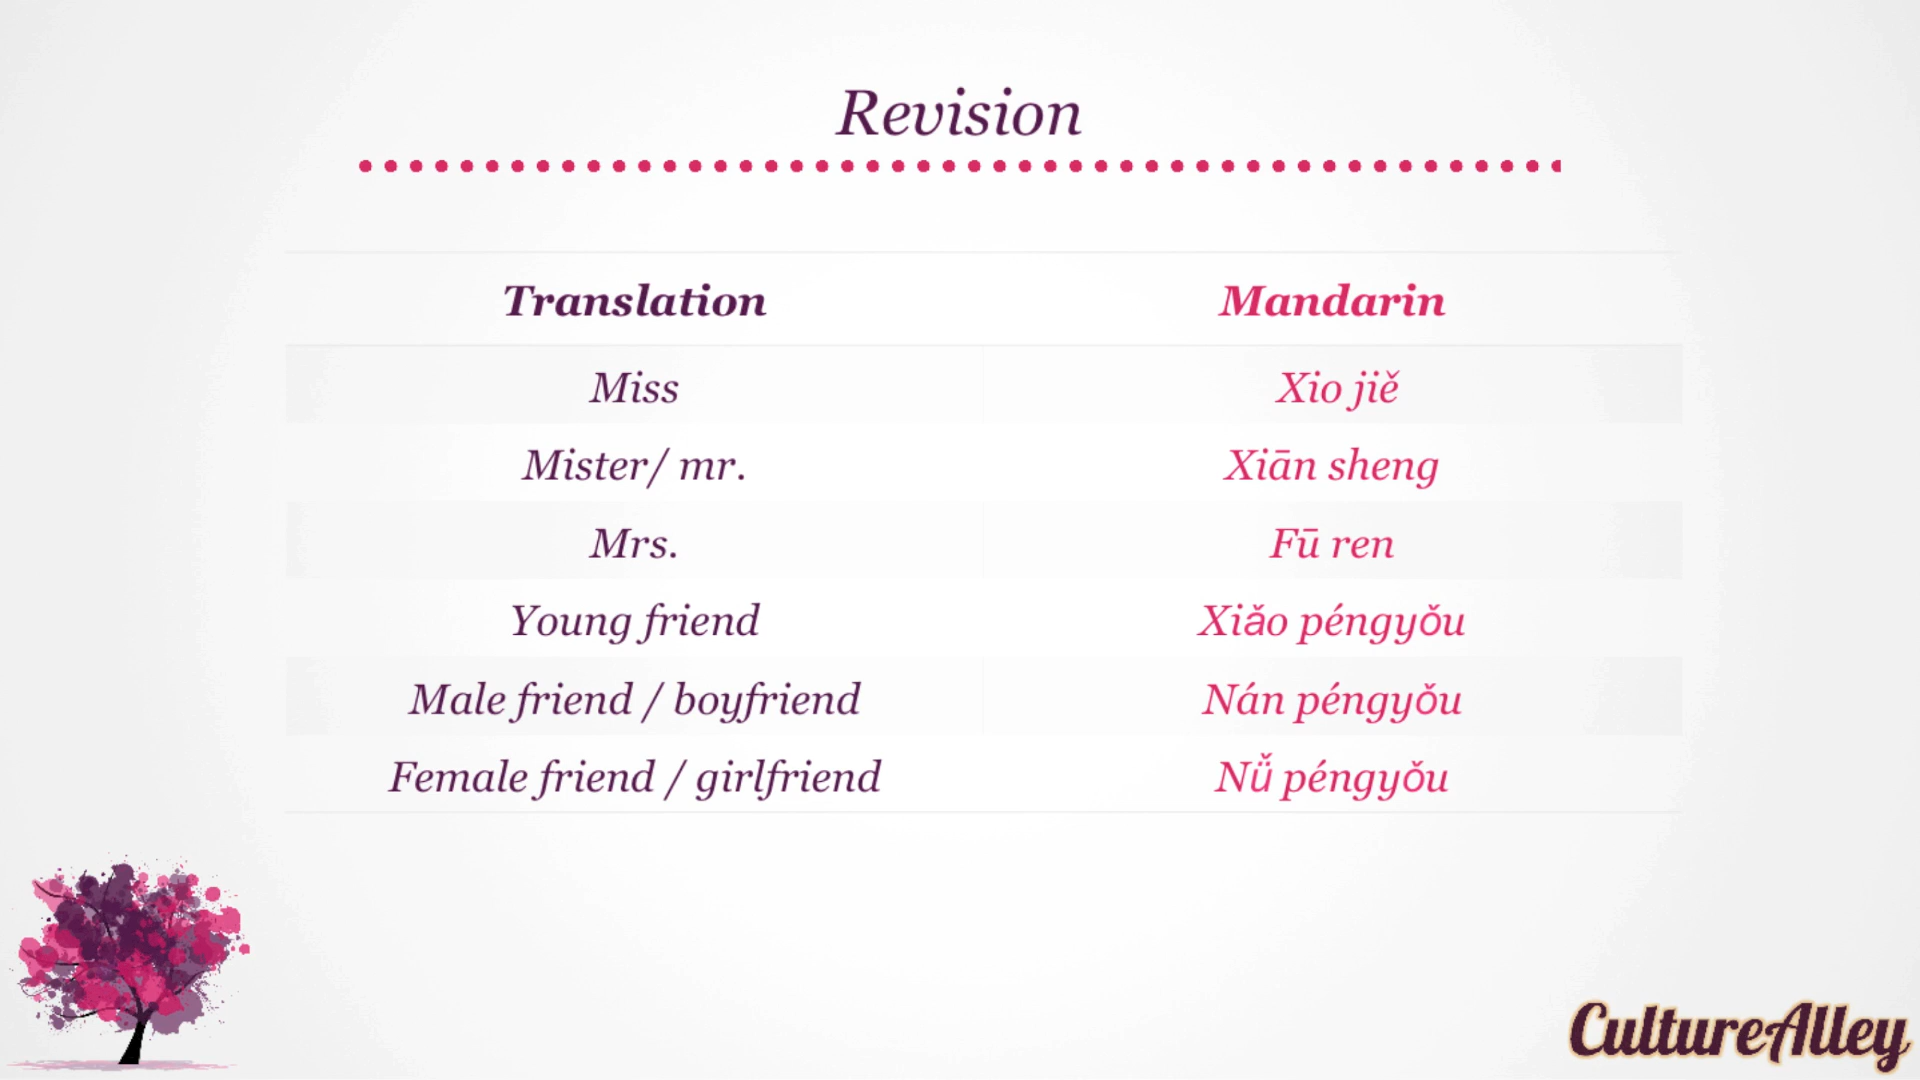 Revision
Translation Mandarin
Miss Xio jiě
Mister/ mr. Xiān sheng
Mrs. Fū ren
Young friend Xiǎo péngyǒu
Male friend / boyfriend Nán péngyǒu
Female friend / girlfriend Nǚ péngyǒu
CultureAlley